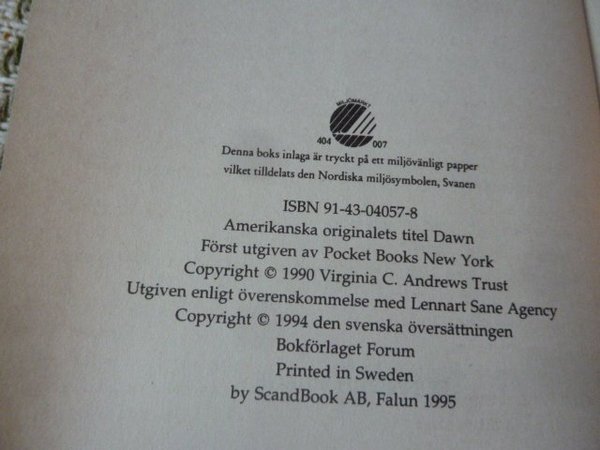 MILJÖMÄRKT
404 007
Denna boks inlaga är tryckt på ett miljövänligt papper
vilket tilldelats den Nordiska miljösymbolen, Svanen
ISBN 91-43-04057-8
Amerikanska originalets titel Dawn
Först utgiven av Pocket Books New York
Copyright © 1990 Virginia C. Andrews Trust
Utgiven enligt överenskommelse med Lennart Sane Agency
Copyright © 1994 den svenska översättningen
Bokförlaget Forum
Printed in Sweden
by ScandBook AB, Falun 1995